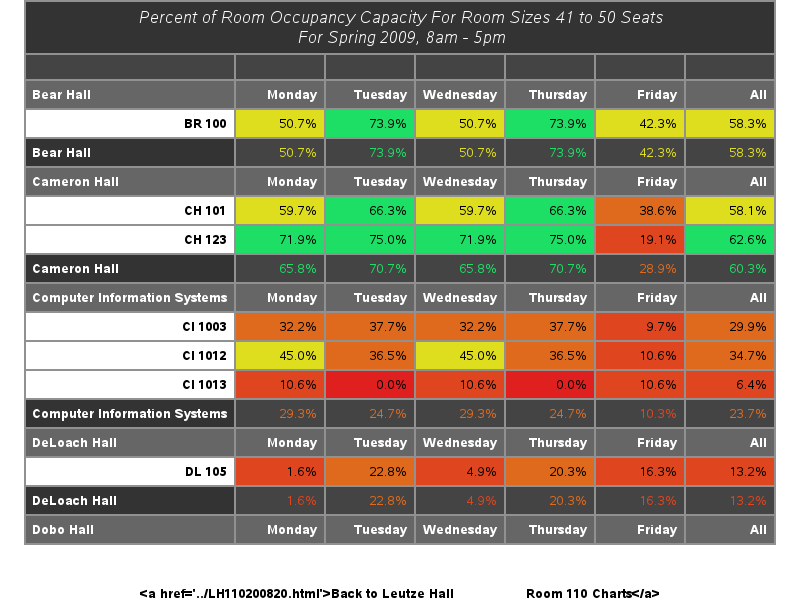 Percent of Room Occupancy Capacity For Room Sizes 41 to 50 Seats
For Spring 2009, 8am - 5pm
Bear Hall Monday Tuesday Wednesday Thursday Friday All
BR 100 50.7% 73.9% 50.7% 73.9% 42.3% 58.3%
Bear Hall 50.7% 73.9% 50.7% 73.9% 42.3% 58.3%
Cameron Hall Monday Tuesday Wednesday Thursday Friday All
CH 101 59.7% 66.3% 59.7% 66.3% 38.6% 58.1%
CH 123 71.9% 75.0% 71.9% 75.0% 19.1% 62.6%
Cameron Hall 65.8% 70.7% 65.8% 70.7% 28.9% 60.3%
Computer Information Systems Monday Tuesday Wednesday Thursday Friday All
CI 1003 32.2% 37.7% 32.2% 37.7% 9.7% 29.9%
CI 1012 45.0% 36.5% 45.0% 36.5% 10.6% 34.7%
CI 1013 10.6% 0.0% 10.6% 0.0% 10.6% 6.4%
Computer Information Systems 29.3% 24.7% 29.3% 24.7% 10.3% 23.7%
DeLoach Hall Monday Tuesday Wednesday Thursday Friday All
DL 105 1.6% 22.8% 4.9% 20.3% 16.3% 13.2%
DeLoach Hall 1.6% 22.8% 4.9% 20.3% 16.3% 13.2%
Dobo Hall Monday Tuesday Wednesday Thursday Friday All
<a href='../LH110200820.html'>Back to Leutze Hall Room 110 Charts</a>